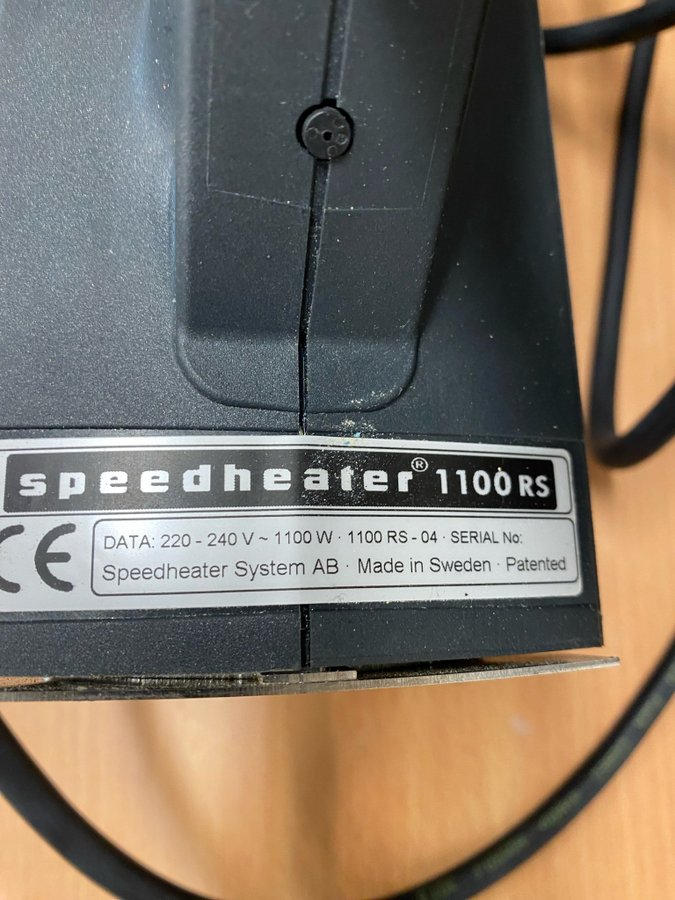 speedheater® 1100 RS
CE
DATA: 220 - 240 V ~ 1100 W · 1100 RS - 04 · SERIAL No:
Speedheater System AB · Made in Sweden · Patented